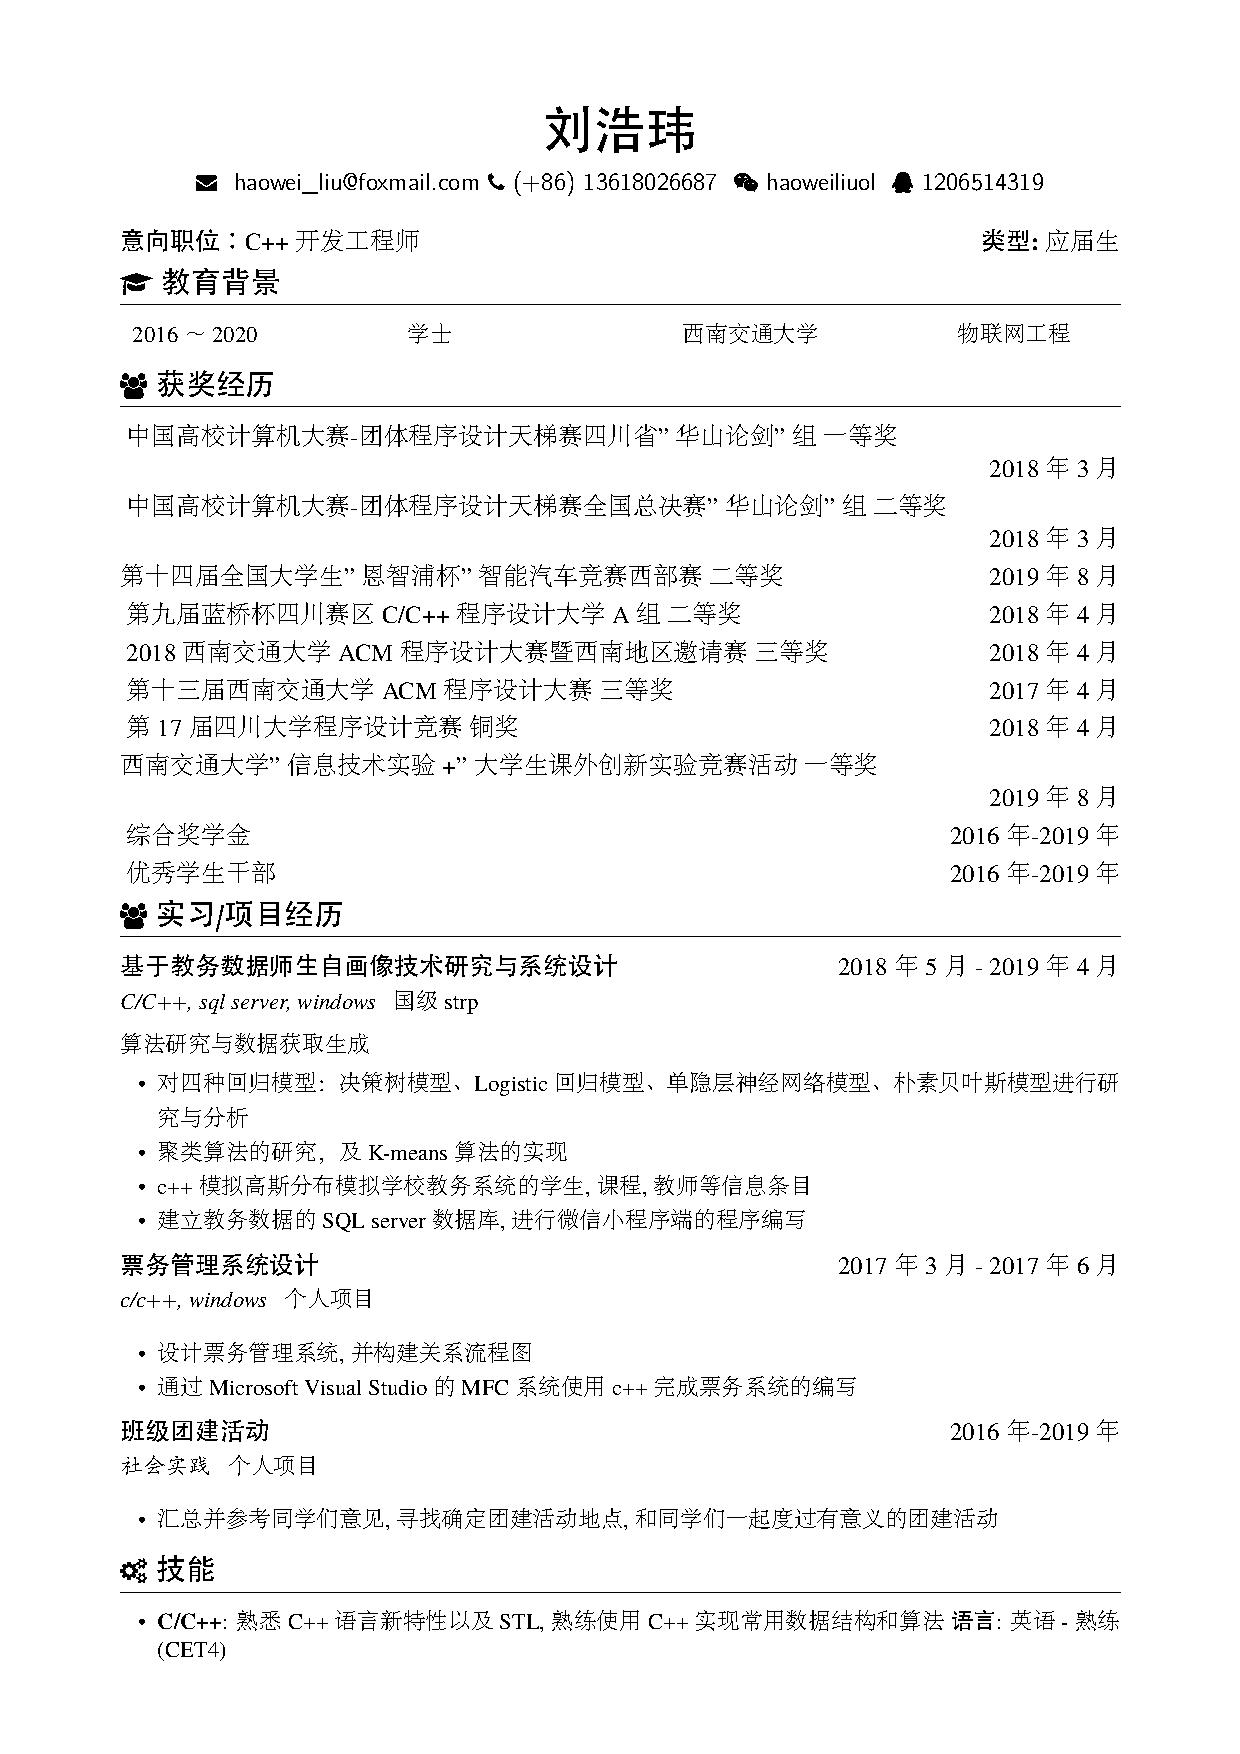 刘浩玮
haowei_liu@foxmail.com (+86) 13618026687 haoweiliuol 1206514319
意向职位：C++ 开发工程师 类型: 应届生
教育背景
2016 ～ 2020 学士 西南交通大学 物联网工程
获奖经历
中国高校计算机大赛-团体程序设计天梯赛四川省” 华山论剑” 组 一等奖
2018 年 3 月
中国高校计算机大赛-团体程序设计天梯赛全国总决赛” 华山论剑” 组 二等奖
2018 年 3 月
第十四届全国大学生” 恩智浦杯” 智能汽车竞赛西部赛 二等奖 2019 年 8 月
第九届蓝桥杯四川赛区 C/C++ 程序设计大学 A 组 二等奖 2018 年 4 月
2018 西南交通大学 ACM 程序设计大赛暨西南地区邀请赛 三等奖 2018 年 4 月
第十三届西南交通大学 ACM 程序设计大赛 三等奖 2017 年 4 月
第 17 届四川大学程序设计竞赛 铜奖 2018 年 4 月
西南交通大学” 信息技术实验 +” 大学生课外创新实验竞赛活动 一等奖
2019 年 8 月
综合奖学金 2016 年-2019 年
优秀学生干部 2016 年-2019 年
实习/项目经历
基于教务数据师生自画像技术研究与系统设计 2018 年 5 月 - 2019 年 4 月
C/C++, sql server, windows 国级 strp
算法研究与数据获取生成
• 对四种回归模型：决策树模型、Logistic 回归模型、单隐层神经网络模型、朴素贝叶斯模型进行研
究与分析
• 聚类算法的研究，及 K-means 算法的实现
• c++ 模拟高斯分布模拟学校教务系统的学生, 课程, 教师等信息条目
• 建立教务数据的 SQL server 数据库, 进行微信小程序端的程序编写
票务管理系统设计 2017 年 3 月 - 2017 年 6 月
c/c++, windows 个人项目
• 设计票务管理系统, 并构建关系流程图
• 通过 Microsoft Visual Studio 的 MFC 系统使用 c++ 完成票务系统的编写
班级团建活动 2016 年-2019 年
社会实践 个人项目
• 汇总并参考同学们意见, 寻找确定团建活动地点, 和同学们一起度过有意义的团建活动
技能
• C/C++: 熟悉 C++ 语言新特性以及 STL, 熟练使用 C++ 实现常用数据结构和算法 语言: 英语 - 熟练
(CET4)